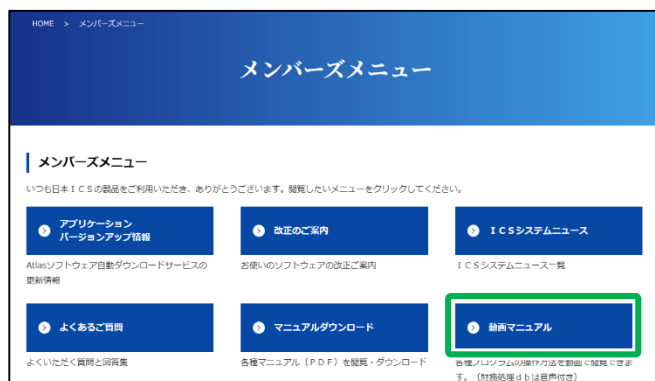 HOME > メンバーズメニュー
メンバーズメニュー
メンバーズメニュー
いつも日本ＩＣＳの製品をご利用いただき、ありがとうございます。閲覧したいメニューをクリックしてください。
アプリケーション
バージョンアップ情報
改正のご案内
ＩＣＳシステムニュース
Atlasソフトウェア自動ダウンロードサービスの
更新情報
お使いのソフトウェアの改正ご案内
ＩＣＳシステムニュース一覧
よくあるご質問
マニュアルダウンロード
動画マニュアル
よくいただく質問と回答集
各種マニュアル（ＰＤＦ）を閲覧・ダウンロード
各種プログラムの操作方法を動画で閲覧できま
す。（財務処理ｄｂは音声付き）